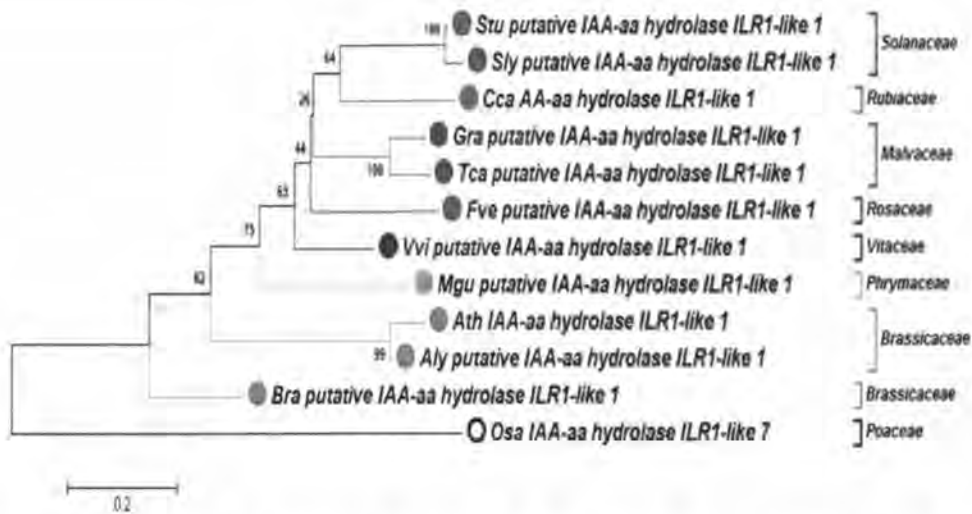 100 Stu putative IAA-aa hydrolase ILR1-like 1
Solanaceae
64 Sly putative IAA-aa hydrolase ILR1-like 1
26 Cca AA-aa hydrolase ILR1-like 1 Rubiaceae
Gra putative IAA-aa hydrolase ILR1-like 1
44 Malvaceae
100 Tca putative IAA-aa hydrolase ILR1-like 1
63 Fve putative IAA-aa hydrolase ILR1-like 1 Rosaceae
Vvi putative IAA-aa hydrolase ILR1-like 1 Vitaceae
Mgu putative IAA-aa hydrolase ILR1-like 1 Phrymaceae
Ath IAA-aa hydrolase ILR1-like 1
Brassicaceae
99 Aly putative IAA-aa hydrolase ILR1-like 1
Bra putative IAA-aa hydrolase ILR1-like 1 Brassicaceae
Osa IAA-aa hydrolase ILR1-like 7 Poaceae
0.2